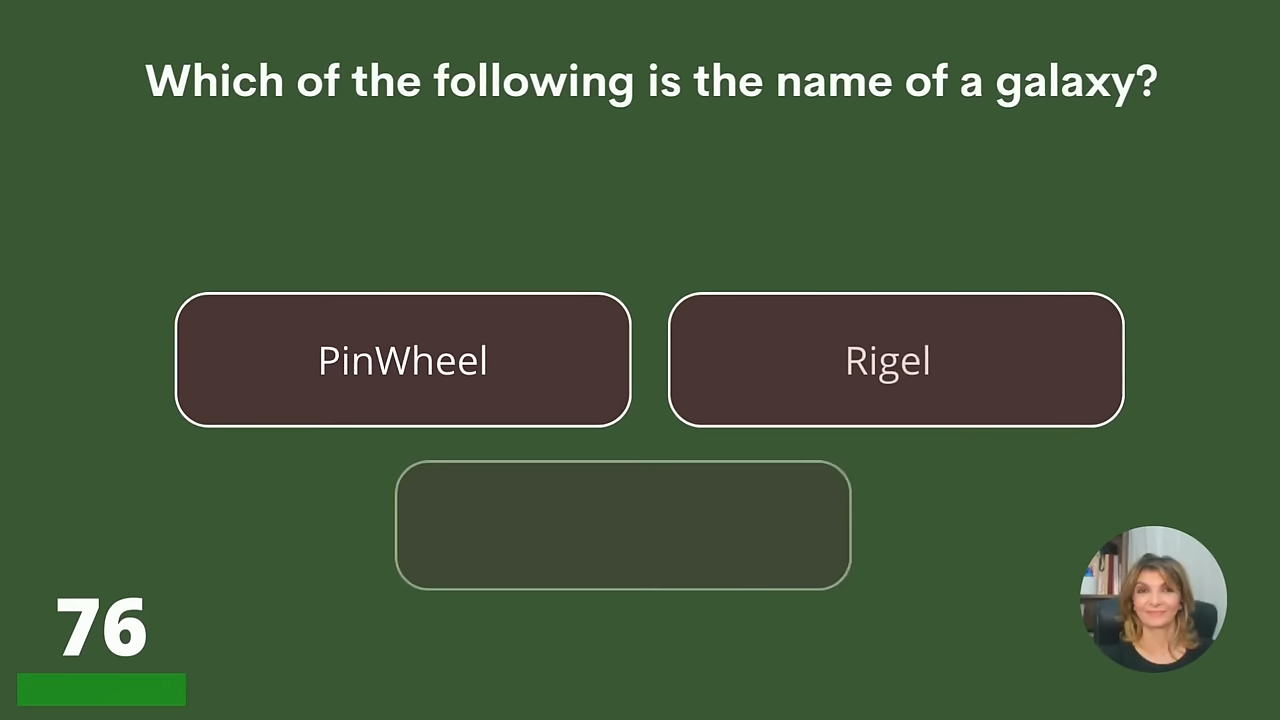 Which of the following is the name of a galaxy?
PinWheel
Rigel
76